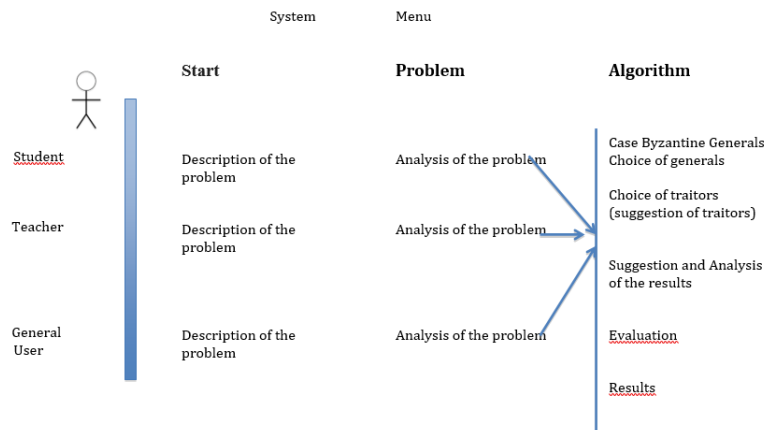 System Menu
Start Problem Algorithm
Student
Description of the
problem
Analysis of the problem
Case Byzantine Generals
Choice of generals
Choice of traitors
(suggestion of traitors)
Teacher
Description of the
problem
Analysis of the problem
Suggestion and Analysis
of the results
General
User
Description of the
problem
Analysis of the problem
Evaluation
Results